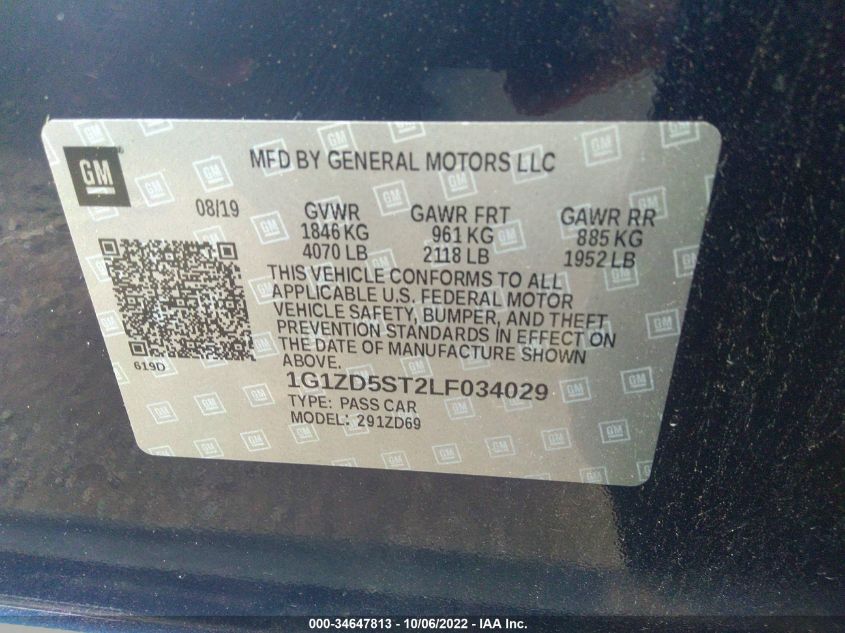 GM
MFD BY GENERAL MOTORS LLC
08/19 GVWR GAWR FRT GAWR RR
1846 KG 961 KG 885 KG
4070 LB 2118 LB 1952 LB
THIS VEHICLE CONFORMS TO ALL
APPLICABLE U.S. FEDERAL MOTOR
VEHICLE SAFETY, BUMPER, AND THEFT
PREVENTION STANDARDS IN EFFECT ON
THE DATE OF MANUFACTURE SHOWN
ABOVE.
619D
1G1ZD5ST2LF034029
TYPE: PASS CAR
MODEL: 291ZD69
000-34647813 - 10/06/2022 - IAA Inc.